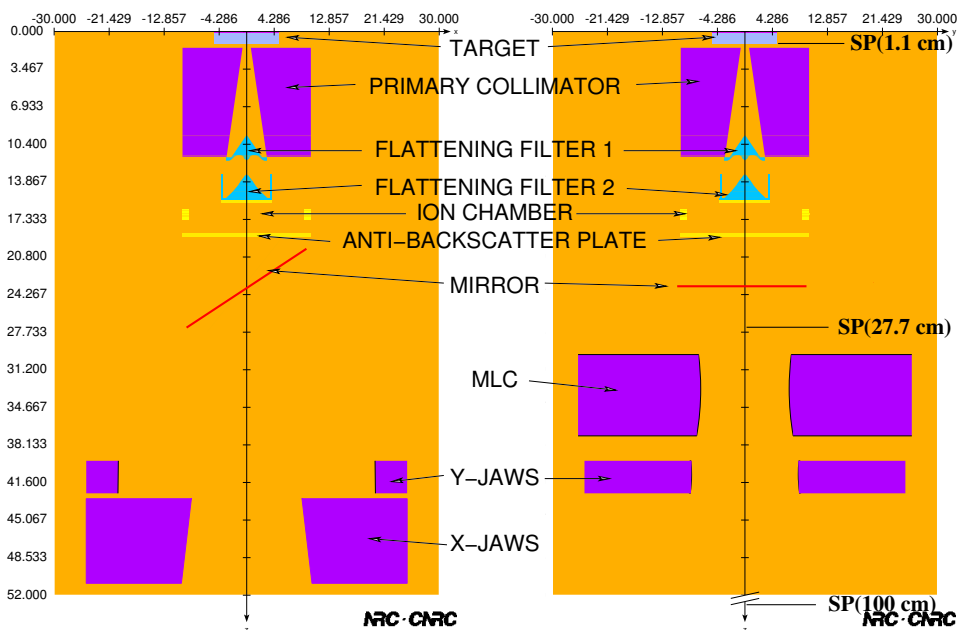 -30.000 -21.429 -12.857 -4.286 4.286 12.857 21.429 30.000
-30.000 -21.429 -12.857 -4.286 4.286 12.857 21.429 30.000
x
y
0.000
3.467
6.933
10.400
13.867
17.333
20.800
24.267
27.733
31.200
34.667
38.133
41.600
45.067
48.533
52.000
TARGET
SP(1.1 cm)
PRIMARY COLLIMATOR
FLATTENING FILTER 1
FLATTENING FILTER 2
ION CHAMBER
ANTI−BACKSCATTER PLATE
MIRROR
SP(27.7 cm)
MLC
Y−JAWS
X−JAWS
SP(100 cm)
NRC·CNRC
NRC·CNRC